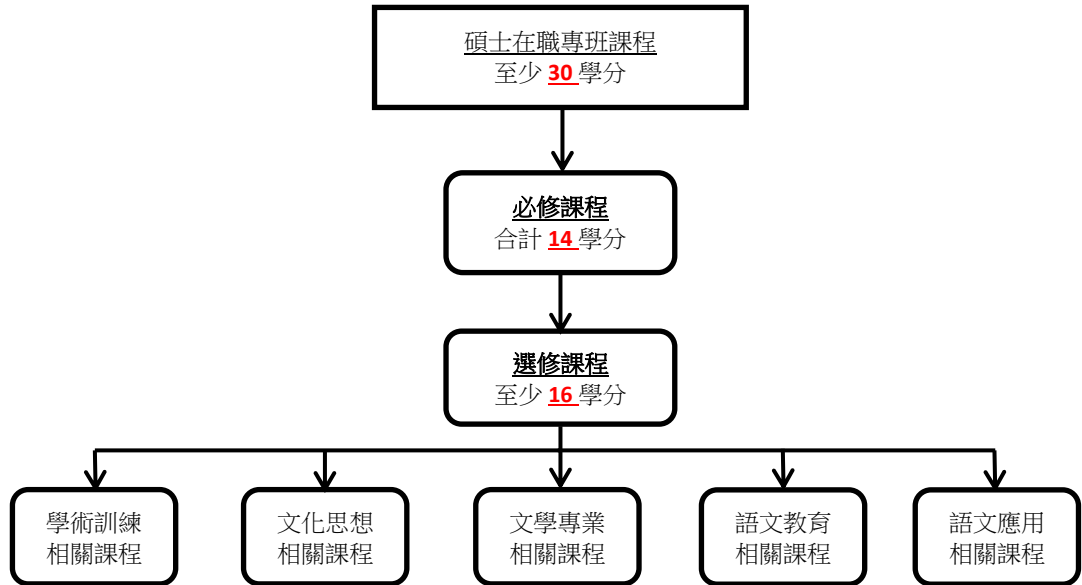 碩士在職專班課程
至少 30 學分
必修課程
合計 14 學分
選修課程
至少 16 學分
學術訓練
相關課程
文化思想
相關課程
文學專業
相關課程
語文教育
相關課程
語文應用
相關課程